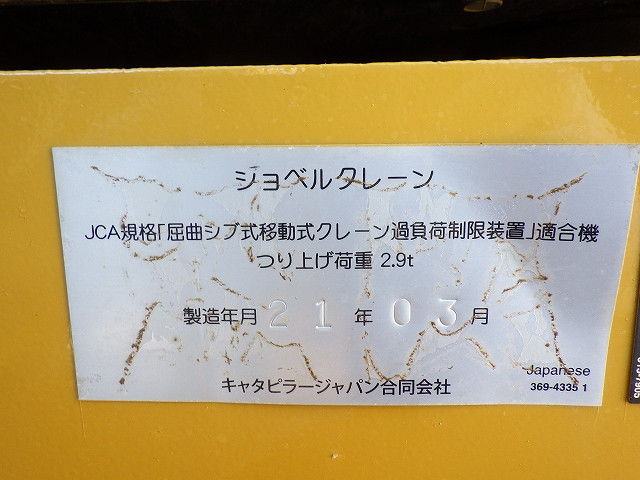 ショベルクレーン
JCA規格「屈曲ジブ式移動式クレーン過負荷制限装置」適合機
つり上げ荷重 2.9t
製造年月 21 年 03 月
キャタピラージャパン合同会社
Japanese
369-4335 1